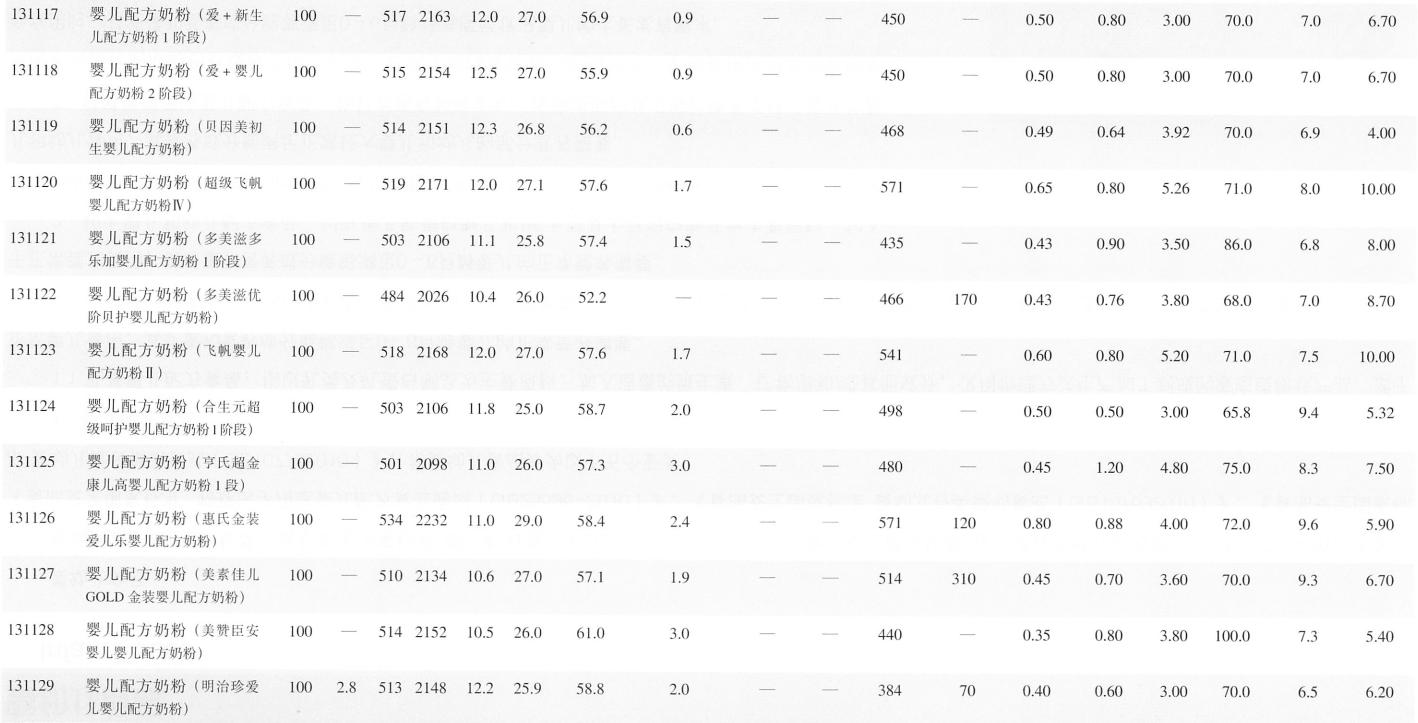 131117 婴儿配方奶粉（爱+新生 100 — 517 2163 12.0 27.0 56.9 0.9 — — 450 — 0.50 0.80 3.00 70.0 7.0 6.70
儿配方奶粉1阶段）
131118 婴儿配方奶粉（爱+婴儿 100 — 515 2154 12.5 27.0 55.9 0.9 — — 450 — 0.50 0.80 3.00 70.0 7.0 6.70
配方奶粉2阶段）
131119 婴儿配方奶粉（贝因美初 100 — 514 2151 12.3 26.8 56.2 0.6 — — 468 — 0.49 0.64 3.92 70.0 6.9 4.00
生婴儿配方奶粉）
131120 婴儿配方奶粉（超级飞帆 100 — 519 2171 12.0 27.1 57.6 1.7 — — 571 — 0.65 0.80 5.26 71.0 8.0 10.00
婴儿配方奶粉Ⅳ）
131121 婴儿配方奶粉（多美滋多 100 — 503 2106 11.1 25.8 57.4 1.5 — — 435 — 0.43 0.90 3.50 86.0 6.8 8.00
乐加婴儿配方奶粉1阶段）
131122 婴儿配方奶粉（多美滋优 100 — 484 2026 10.4 26.0 52.2 — — — 466 170 0.43 0.76 3.80 68.0 7.0 8.70
阶贝护婴儿配方奶粉）
131123 婴儿配方奶粉（飞帆婴儿 100 — 518 2168 12.0 27.0 57.6 1.7 — — 541 — 0.60 0.80 5.20 71.0 7.5 10.00
配方奶粉Ⅱ）
131124 婴儿配方奶粉（合生元超 100 — 503 2106 11.8 25.0 58.7 2.0 — — 498 — 0.50 0.50 3.00 65.8 9.4 5.32
级呵护婴儿配方奶粉1阶段）
131125 婴儿配方奶粉（亨氏超金 100 — 501 2098 11.0 26.0 57.3 3.0 — — 480 — 0.45 1.20 4.80 75.0 8.3 7.50
康儿高婴儿配方奶粉1段）
131126 婴儿配方奶粉（惠氏金装 100 — 534 2232 11.0 29.0 58.4 2.4 — — 571 120 0.80 0.88 4.00 72.0 9.6 5.90
爱儿乐婴儿配方奶粉）
131127 婴儿配方奶粉（美素佳儿 100 — 510 2134 10.6 27.0 57.1 1.9 — — 514 310 0.45 0.70 3.60 70.0 9.3 6.70
GOLD金装婴儿配方奶粉）
131128 婴儿配方奶粉（美赞臣安 100 — 514 2152 10.5 26.0 61.0 3.0 — — 440 — 0.35 0.80 3.80 100.0 7.3 5.40
婴儿婴儿配方奶粉）
131129 婴儿配方奶粉（明治珍爱 100 2.8 513 2148 12.2 25.9 58.8 2.0 — — 384 70 0.40 0.60 3.00 70.0 6.5 6.20
儿婴儿配方奶粉）